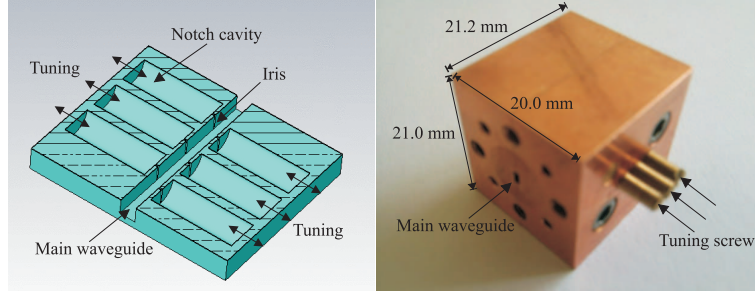 Notch cavity
Tuning
Iris
Main waveguide
Tuning
21.2 mm
20.0 mm
21.0 mm
Main waveguide
Tuning screw